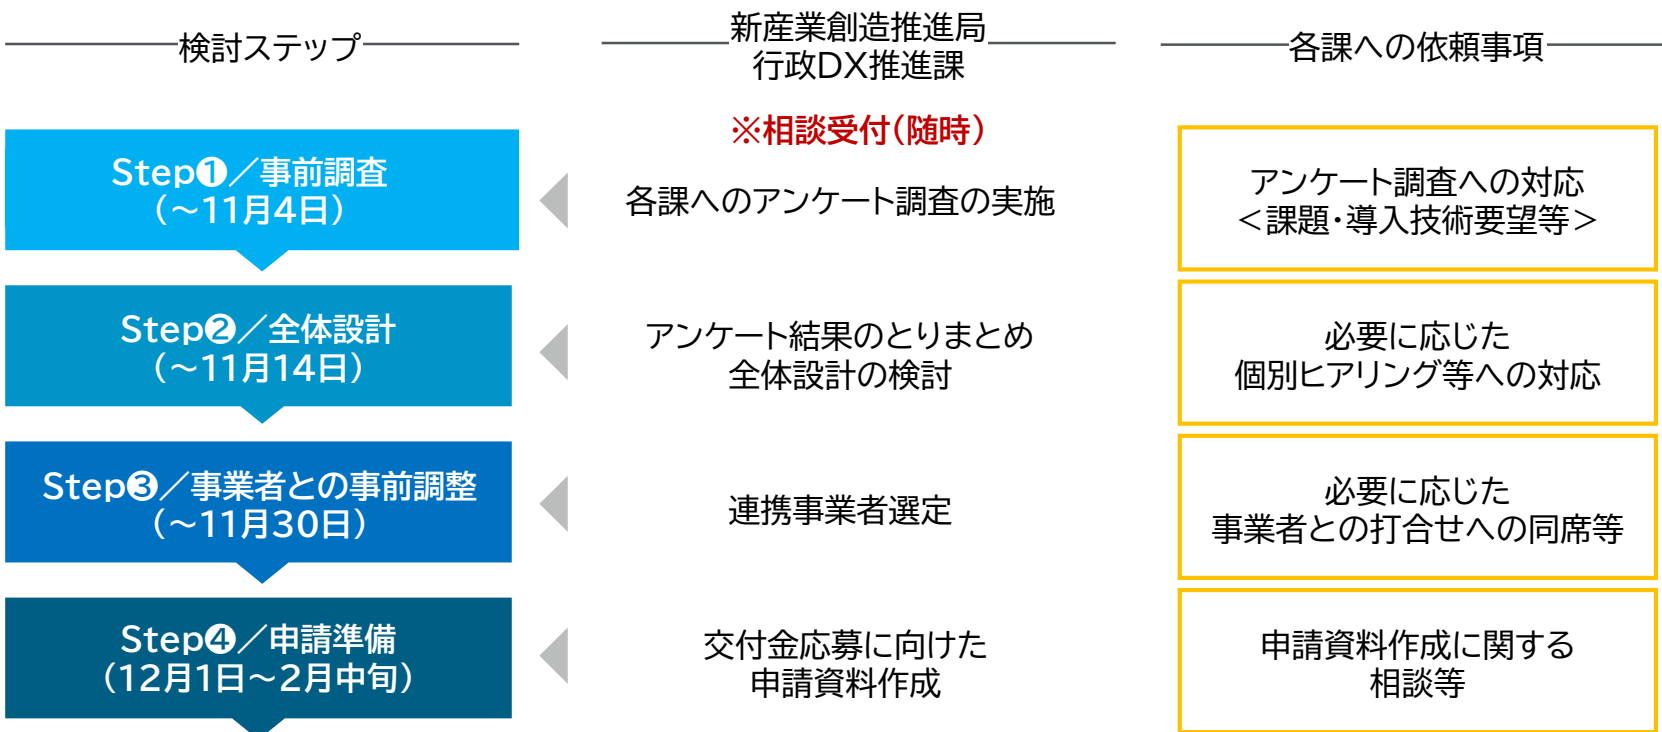 検討ステップ
新産業創造推進局
行政DX推進課
各課への依頼事項
※相談受付（随時）
Step❶／事前調査
（～11月4日）
各課へのアンケート調査の実施
アンケート調査への対応
＜課題・導入技術要望等＞
Step❷／全体設計
（～11月14日）
アンケート結果のとりまとめ
全体設計の検討
必要に応じた
個別ヒアリング等への対応
Step❸／事業者との事前調整
（～11月30日）
連携事業者選定
必要に応じた
事業者との打合せへの同席等
Step❹／申請準備
（12月1日～2月中旬）
交付金応募に向けた
申請資料作成
申請資料作成に関する
相談等